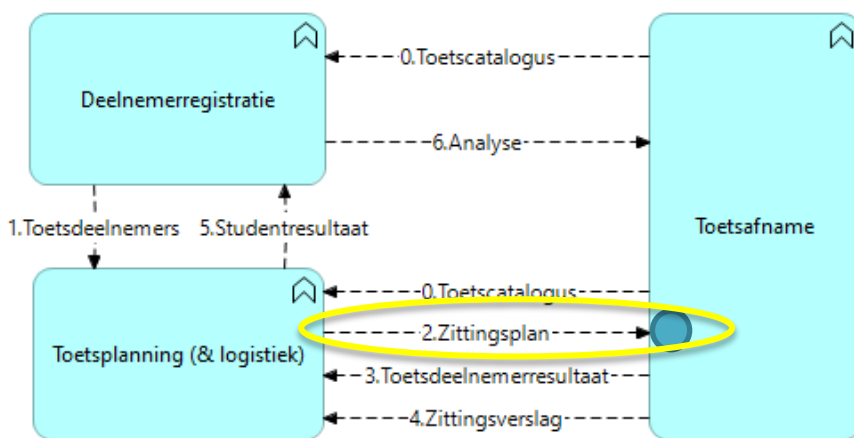 0.Toetscatalogus
Deelnemerregistratie
6.Analyse
1.Toetsdeelnemers
5.Studentresultaat
Toetsafname
0.Toetscatalogus
2.Zittingsplan
Toetsplanning (& logistiek)
3.Toetsdeelnemerresultaat
4.Zittingsverslag